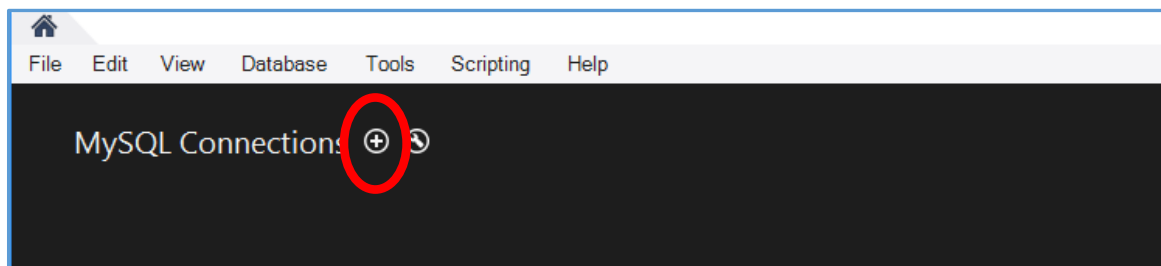 File Edit View Database Tools Scripting Help
MySQL Connections